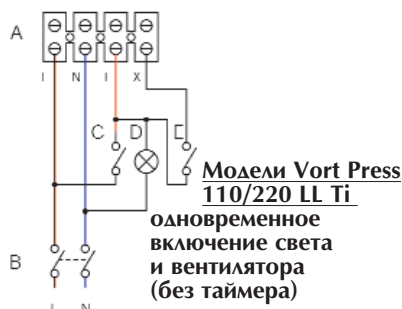 A
L N L X
C D E
Модели Vort Press
110/220 LL Ti
одновременное
включение света
и вентилятора
(без таймера)
B
L N